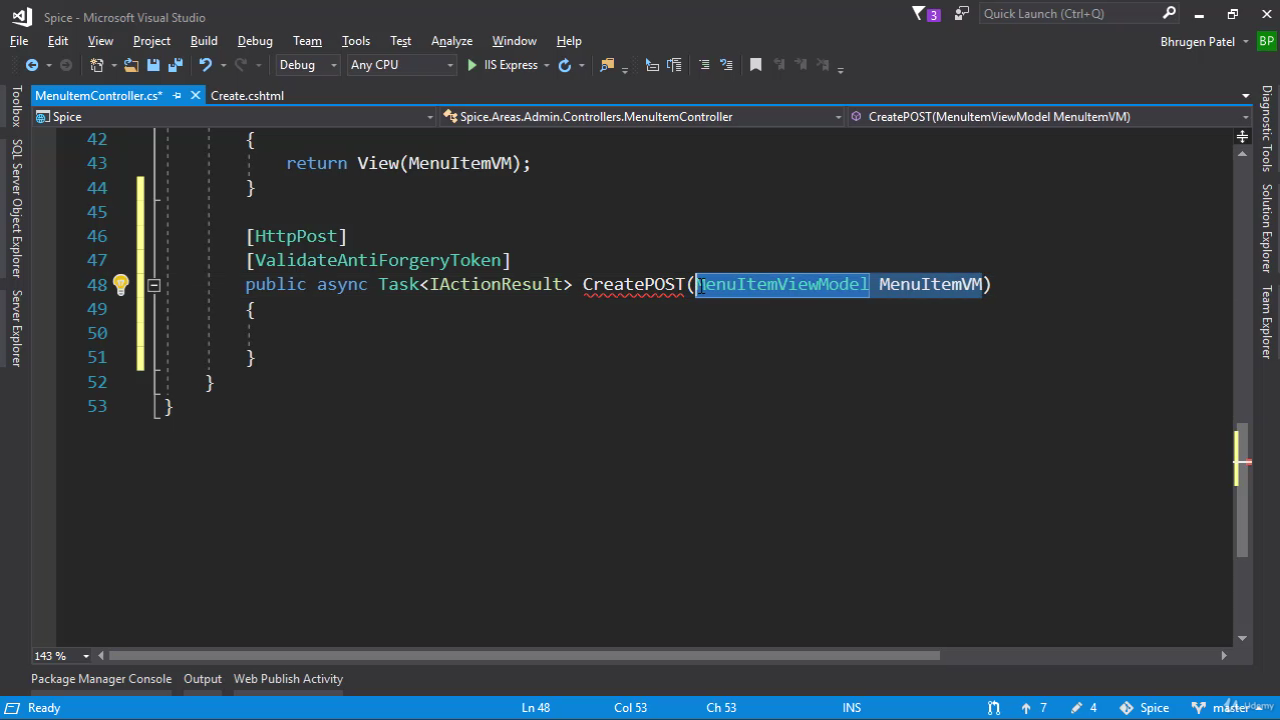 Spice - Microsoft Visual Studio
3
Quick Launch (Ctrl+Q)
File Edit View Project Build Debug Team Tools Test Analyze Window Help
Bhrugen Patel BP
Debug Any CPU IIS Express
MenuItemController.cs* Create.cshtml
Spice Spice.Areas.Admin.Controllers.MenuItemController CreatePOST(MenuItemViewModel MenuItemVM)
42 {
43 return View(MenuItemVM);
44 }
45
46 [HttpPost]
47 [ValidateAntiForgeryToken]
48 public async Task<IActionResult> CreatePOST(MenuItemViewModel MenuItemVM)
49 {
50
51 }
52 }
53 }
Toolbox
SQL Server Object Explorer
Server Explorer
Diagnostic Tools
Solution Explorer
Team Explorer
143 %
Package Manager Console Output Web Publish Activity
Ready Ln 48 Col 53 Ch 53 INS 7 4 Spice master
Udemy